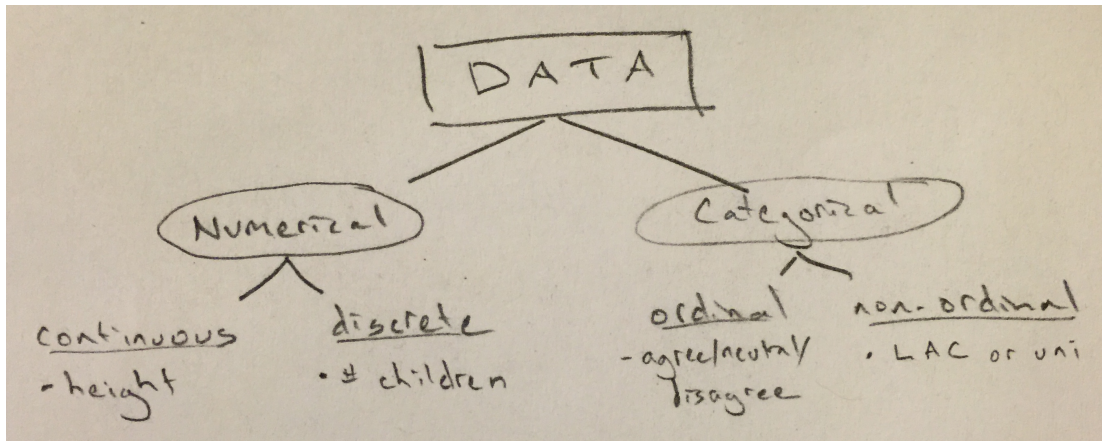 DATA
Numerical
Categorical
continuous
- height
discrete
• # children
ordinal
- agree/neutral/
disagree
non-ordinal
• LAC or uni